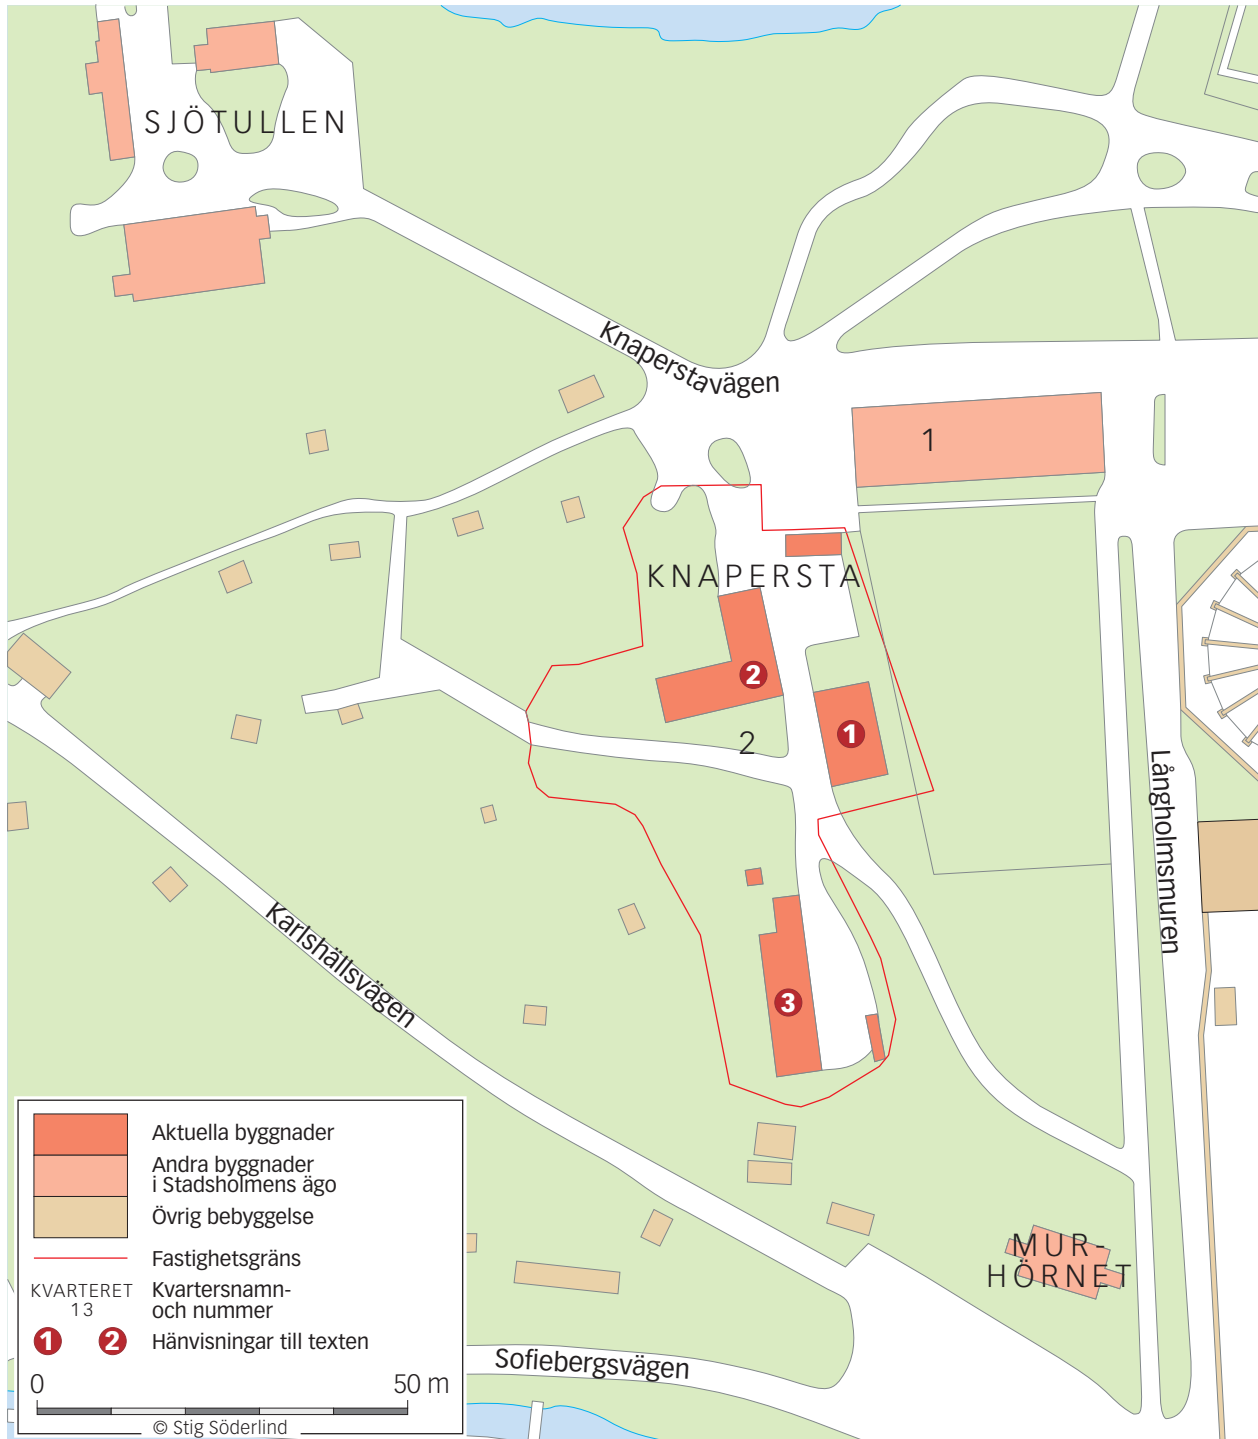 SJÖTULLEN
Knaperstavägen
1
KNAPERSTA
2
2
1
Långholmsmuren
Karlshällsvägen
3
MUR-
HÖRNET
Sofiebergsvägen
Aktuella byggnader
Andra byggnader
i Stadsholmens ägo
Övrig bebyggelse
Fastighetsgräns
KVARTERET
13
Kvartersnamn-
och nummer
1 2 Hänvisningar till texten
0 50 m
© Stig Söderlind